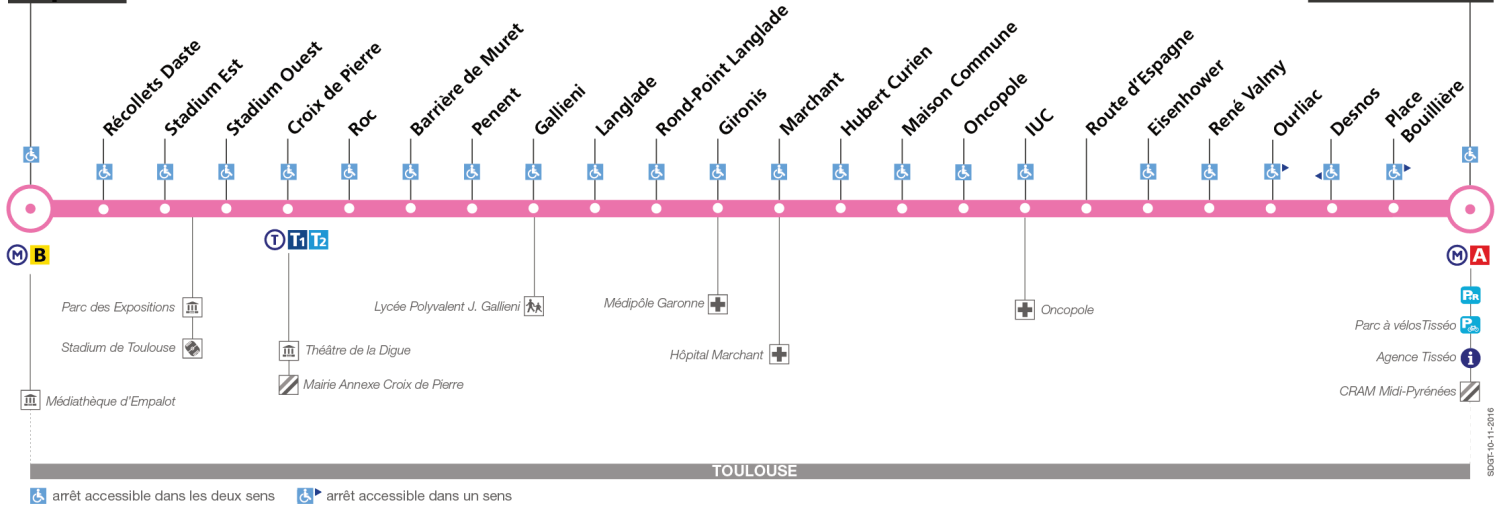 Récollets Daste
Stadium Est
Stadium Ouest
Croix de Pierre
Roc
Barrière de Muret
Penent
Gallieni
Langlade
Rond-Point Langlade
Gironis
Marchant
Hubert Curien
Maison Commune
Oncopole
IUC
Route d'Espagne
Eisenhower
René Valmy
Ourliac
Desnos
Place
Bouillière
M B
T T1 T2
M A
P+R
Parc des Expositions
Lycée Polyvalent J. Gallieni
Médipôle Garonne
Oncopole
Parc à vélosTisséo P
Stadium de Toulouse
Théâtre de la Digue
Hôpital Marchant
Agence Tisséo i
Mairie Annexe Croix de Pierre
CRAM Midi-Pyrénées
Médiathèque d'Empalot
SDGT-10-11-2016
TOULOUSE
arrêt accessible dans les deux sens
arrêt accessible dans un sens